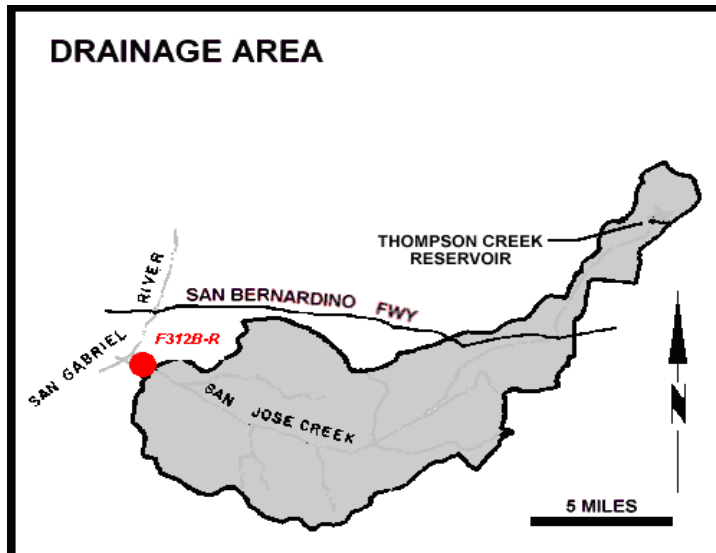 DRAINAGE AREA
THOMPSON CREEK
RESERVOIR
SAN BERNARDINO FWY
SAN GABRIEL RIVER
F312B-R
SAN JOSE CREEK
N
5 MILES